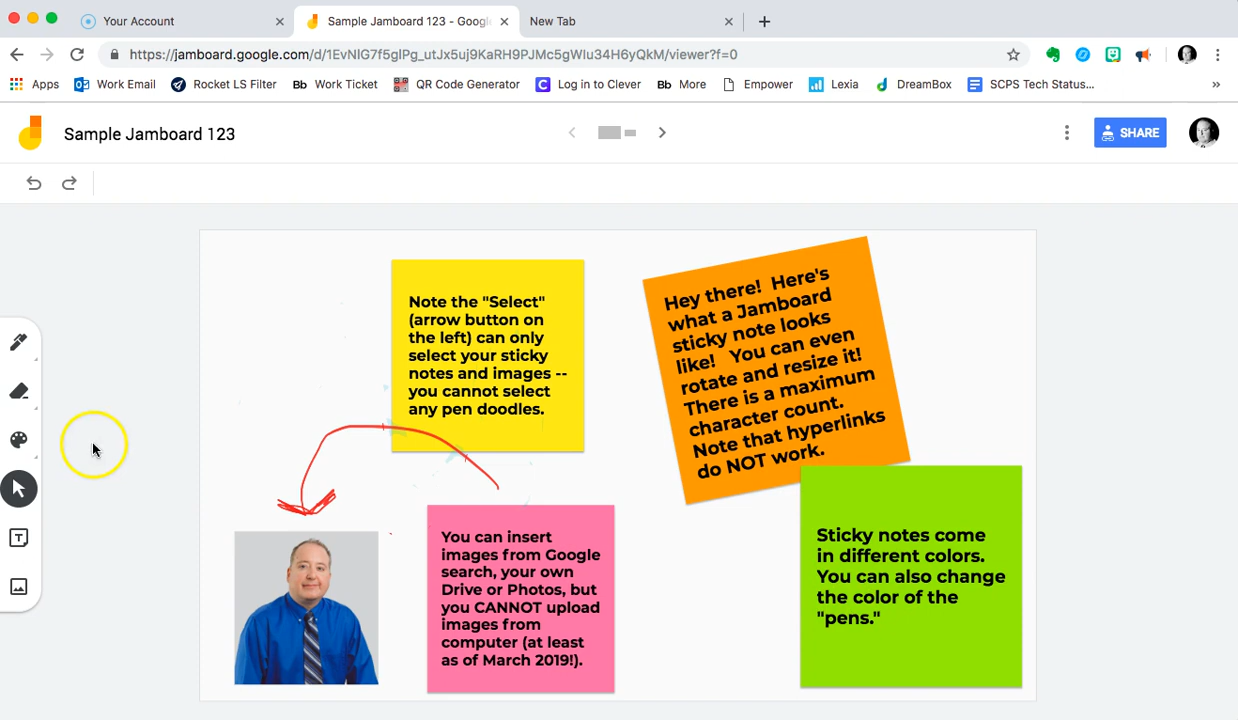 Your Account
Sample Jamboard 123 - Googl
New Tab
https://jamboard.google.com/d/1EvNIG7f5gIPg_utJx5uj9KaRH9PJMc5gWlu34H6yQkM/viewer?f=0
Apps
Work Email
Rocket LS Filter
Bb Work Ticket
QR Code Generator
C Log in to Clever
Bb More
Empower
Lexia
d DreamBox
SCPS Tech Status...
Sample Jamboard 123
SHARE
Note the "Select"
(arrow button on
the left) can only
select your sticky
notes and images --
you cannot select
any pen doodles.
Hey there! Here's
what a Jamboard
sticky note looks
like! You can even
rotate and resize it!
There is a maximum
character count.
Note that hyperlinks
do NOT work.
You can insert
images from Google
search, your own
Drive or Photos, but
you CANNOT upload
images from
computer (at least
as of March 2019!).
Sticky notes come
in different colors.
You can also change
the color of the
"pens."